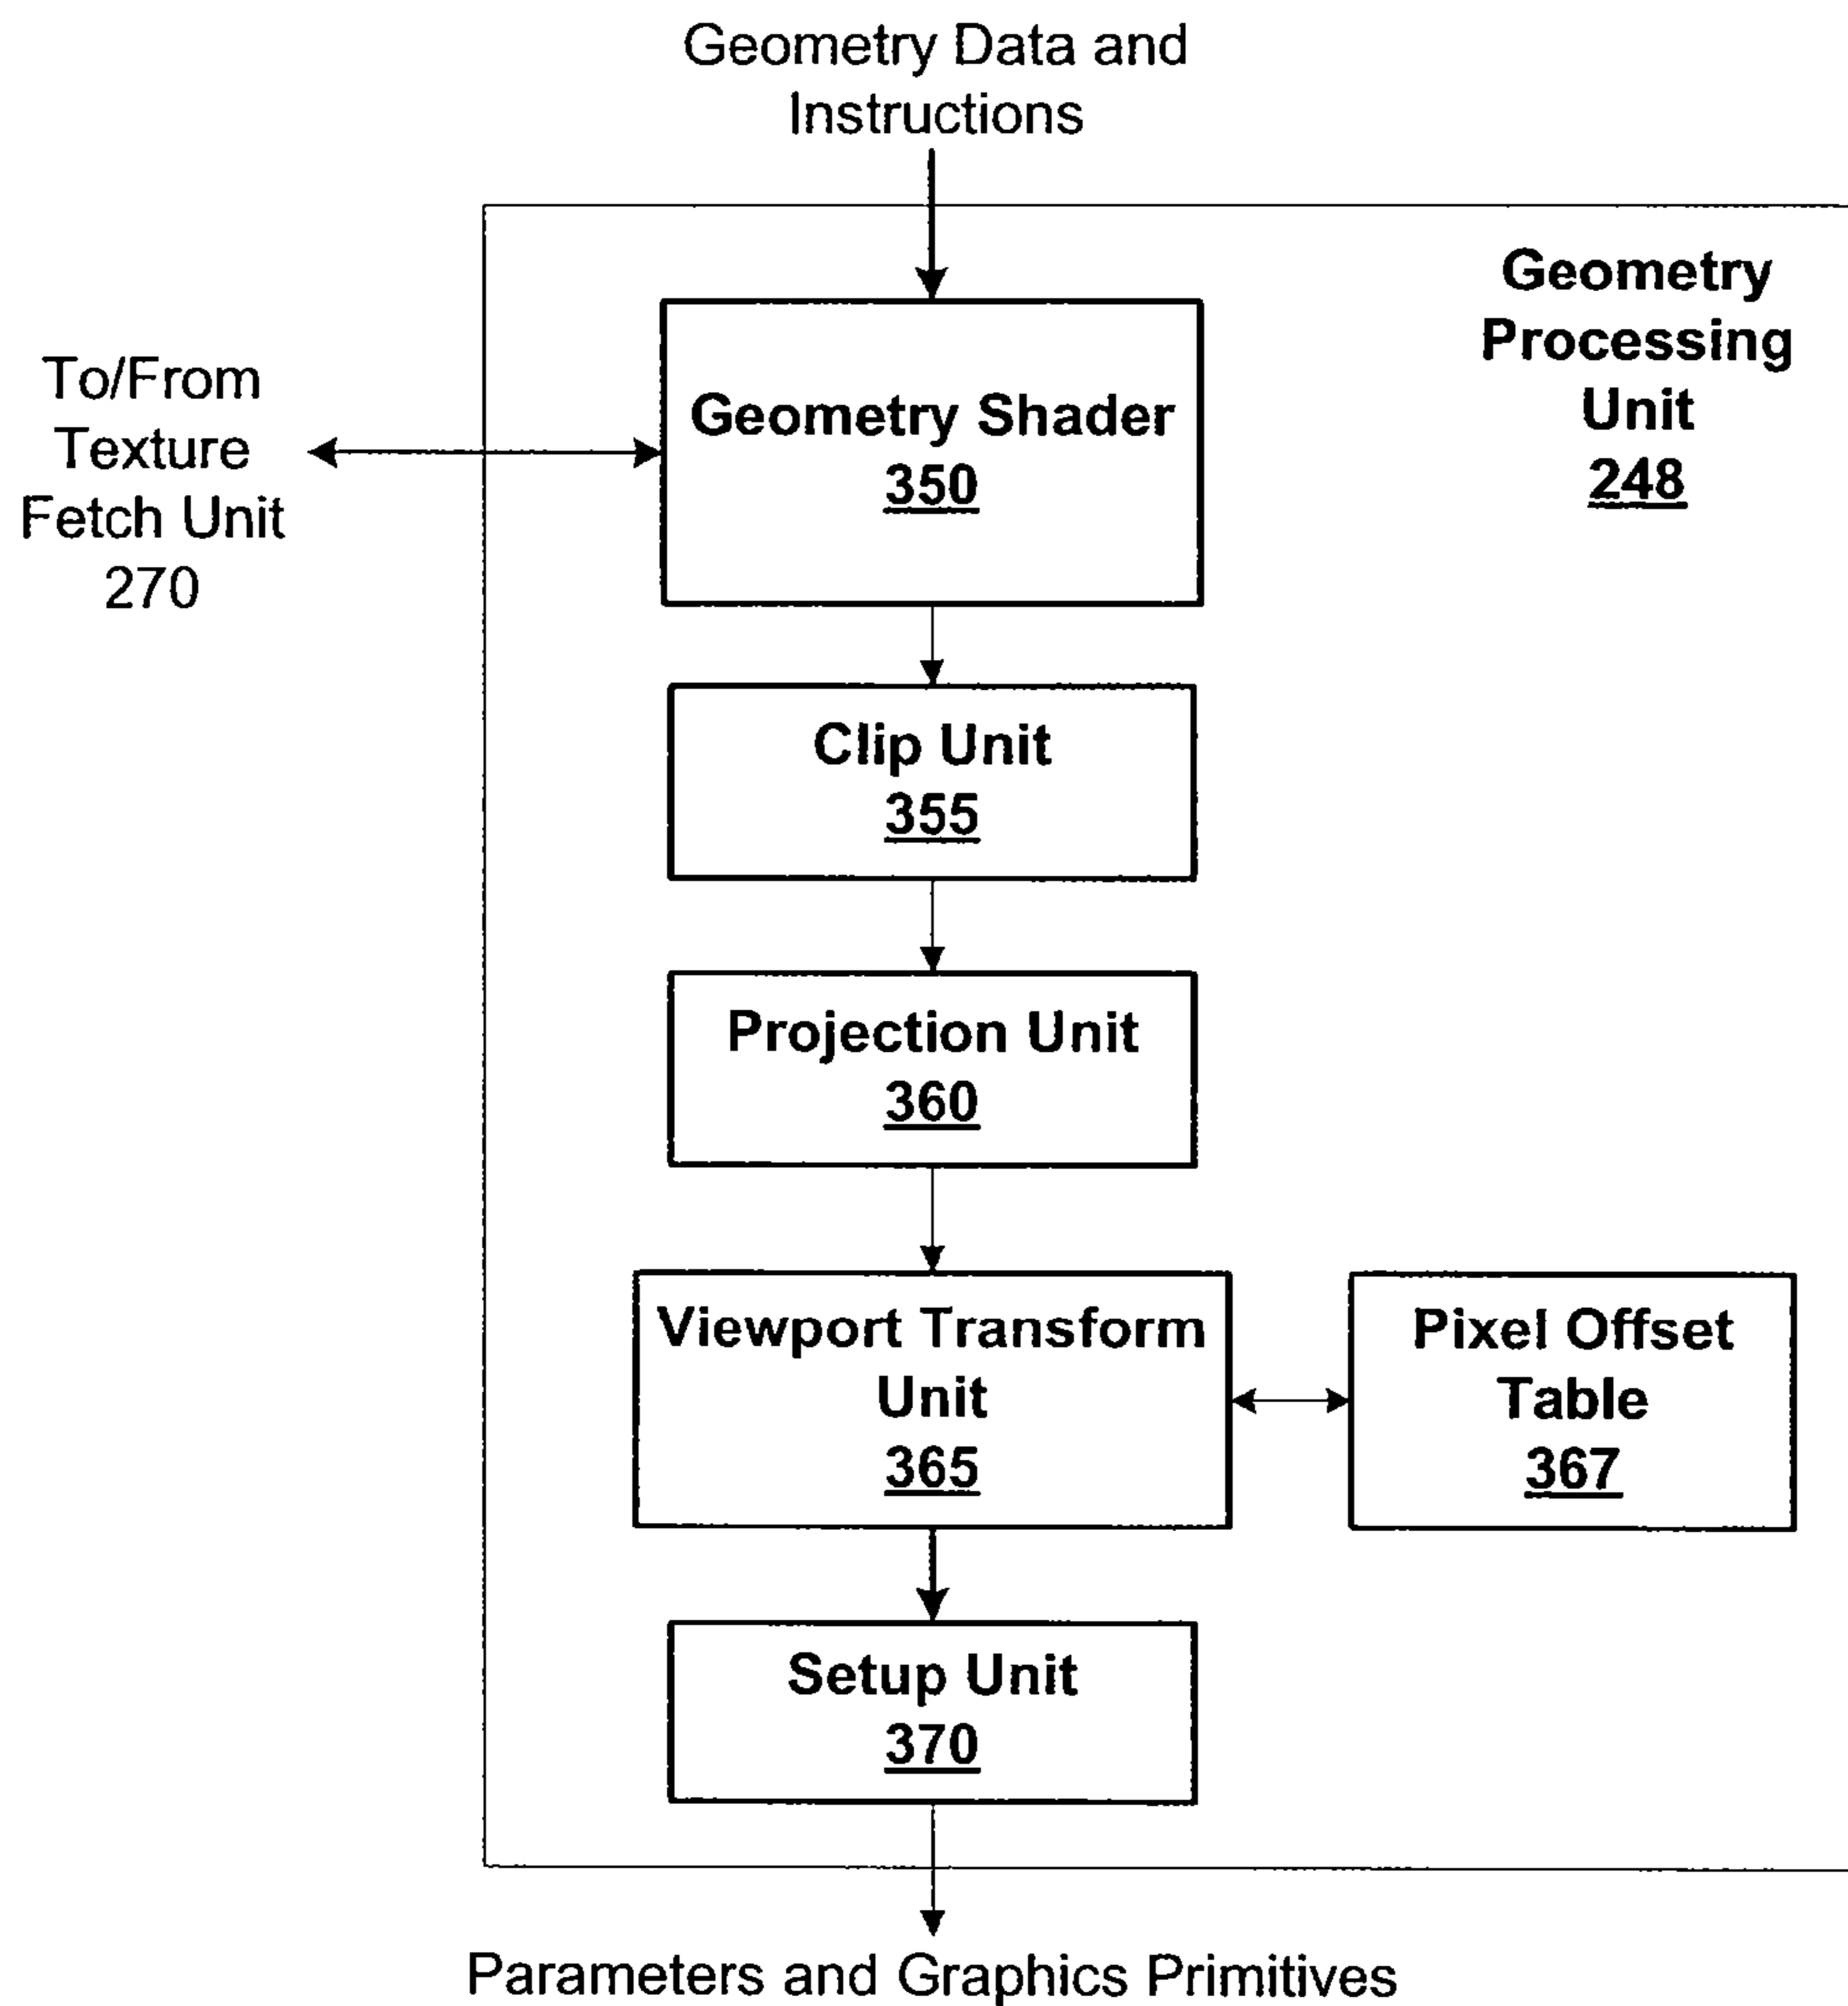 Geometry Data and
Instructions
Geometry
Processing
Unit
248
To/From
Texture
Fetch Unit
270
Geometry Shader
350
Clip Unit
355
Projection Unit
360
Viewport Transform
Unit
365
Pixel Offset
Table
367
Setup Unit
370
Parameters and Graphics Primitives